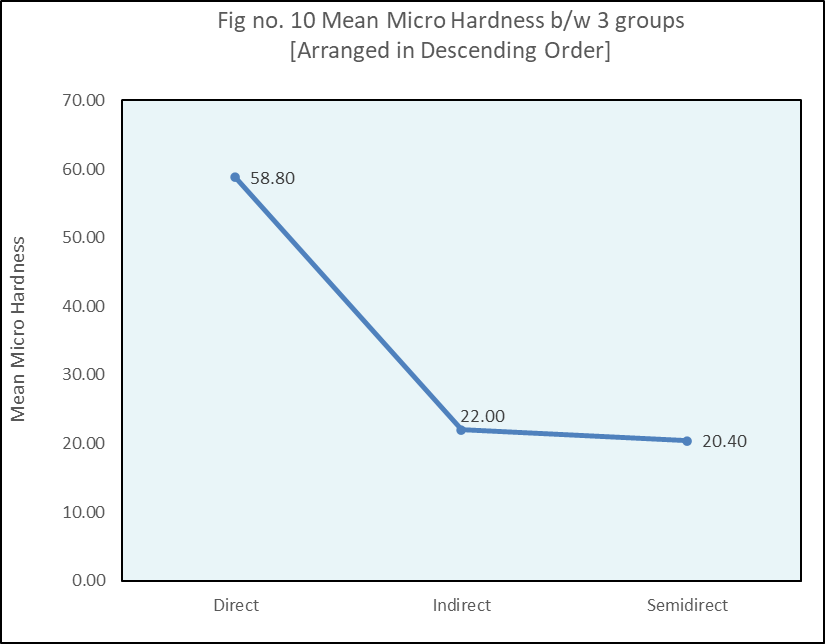 Fig no. 10 Mean Micro Hardness b/w 3 groups
[Arranged in Descending Order]
70.00
60.00
50.00
40.00
30.00
20.00
10.00
0.00
Mean Micro Hardness
58.80
22.00
20.40
Direct
Indirect
Semidirect